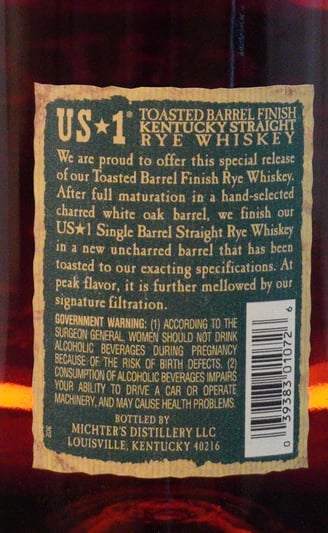 US★1® TOASTED BARREL FINISH
KENTUCKY STRAIGHT
RYE WHISKEY
We are proud to offer this special release
of our Toasted Barrel Finish Rye Whiskey.
After full maturation in a hand-selected
charred white oak barrel, we finish our
US★1 Single Barrel Straight Rye Whiskey
in a new uncharred barrel that has been
toasted to our exacting specifications. At
peak flavor, it is further mellowed by our
signature filtration.
GOVERNMENT WARNING: (1) ACCORDING TO THE
SURGEON GENERAL, WOMEN SHOULD NOT DRINK
ALCOHOLIC BEVERAGES DURING PREGNANCY
BECAUSE OF THE RISK OF BIRTH DEFECTS. (2)
CONSUMPTION OF ALCOHOLIC BEVERAGES IMPAIRS
YOUR ABILITY TO DRIVE A CAR OR OPERATE
MACHINERY, AND MAY CAUSE HEALTH PROBLEMS.
BOTTLED BY
MICHTER'S DISTILLERY LLC
LOUISVILLE, KENTUCKY 40216
0 39383 01072 6